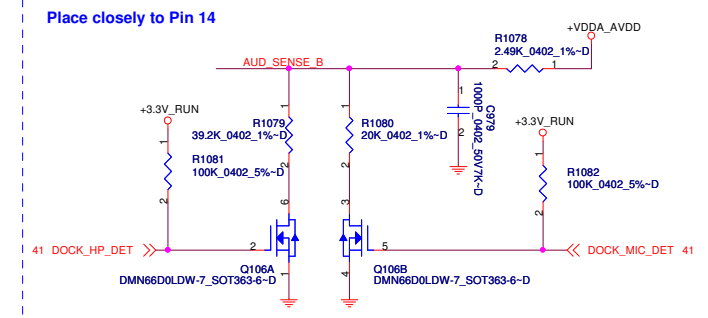 Place closely to Pin 14
+VDDA_AVDD
R1078
2.49K_0402_1%~D
2
1
AUD_SENSE_B
1
2
C979
1000P_0402_50V7K~D
+3.3V_RUN
1
R1079
39.2K_0402_1%~D
2
1
R1080
20K_0402_1%~D
2
+3.3V_RUN
1
R1081
100K_0402_5%~D
2
1
R1082
100K_0402_5%~D
2
6
3
41 DOCK_HP_DET
2
5
DOCK_MIC_DET 41
1
4
Q106A
DMN66D0LDW-7_SOT363-6~D
Q106B
DMN66D0LDW-7_SOT363-6~D